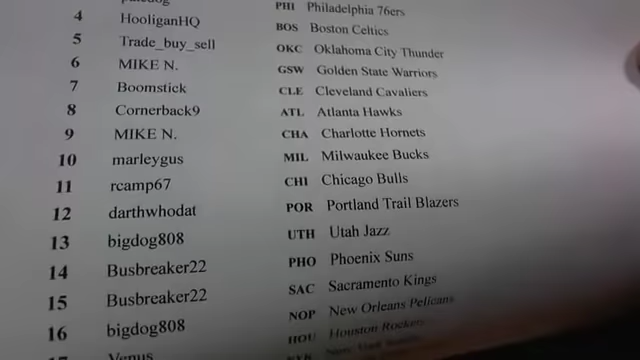 PHI Philadelphia 76ers
4 HooliganHQ BOS Boston Celtics
5 Trade_buy_sell OKC Oklahoma City Thunder
6 MIKE N. GSW Golden State Warriors
7 Boomstick CLE Cleveland Cavaliers
8 Cornerback9 ATL Atlanta Hawks
9 MIKE N. CHA Charlotte Hornets
10 marleygus MIL Milwaukee Bucks
11 rcamp67 CHI Chicago Bulls
12 darthwhodat POR Portland Trail Blazers
13 bigdog808 UTH Utah Jazz
14 Busbreaker22 PHO Phoenix Suns
15 Busbreaker22 SAC Sacramento Kings
16 bigdog808 NOP New Orleans Pelicans
17 Venus HOU Houston Rockets